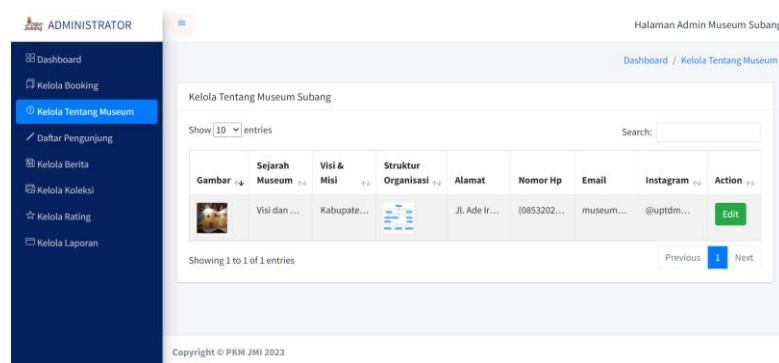 ADMINISTRATOR
Halaman Admin Museum Subang
Dashboard
Kelola Booking
Kelola Tentang Museum
Daftar Pengunjung
Kelola Berita
Kelola Koleksi
Kelola Rating
Kelola Laporan
Dashboard / Kelola Tentang Museum
Kelola Tentang Museum Subang
Show 10 entries
Search:
Gambar
Sejarah Museum
Visi & Misi
Struktur Organisasi
Alamat
Nomor Hp
Email
Instagram
Action
Visi dan ...
Kabupate...
Jl. Ade Ir...
(0853202...
museum...
@uptdm...
Edit
Showing 1 to 1 of 1 entries
Previous 1 Next
Copyright © PKM JMI 2023